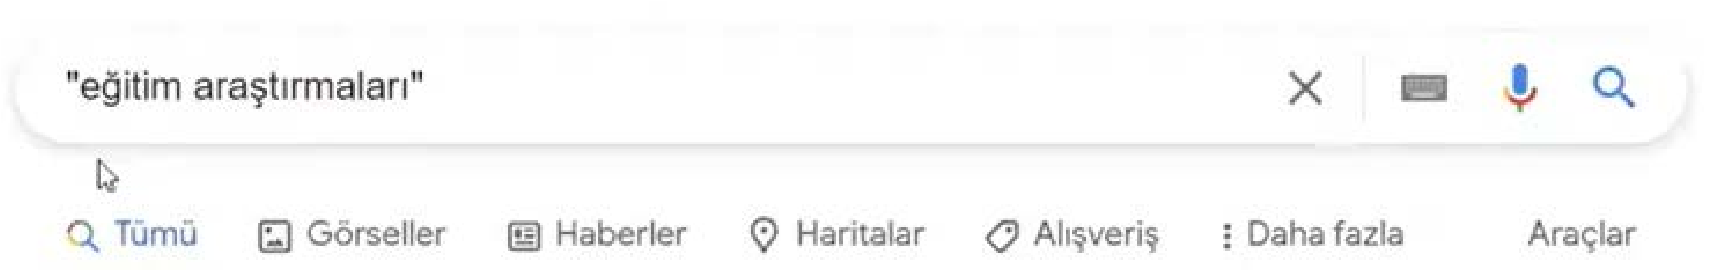 "eğitim araştırmaları"
Tümü Görseller Haberler Haritalar Alışveriş Daha fazla Araçlar